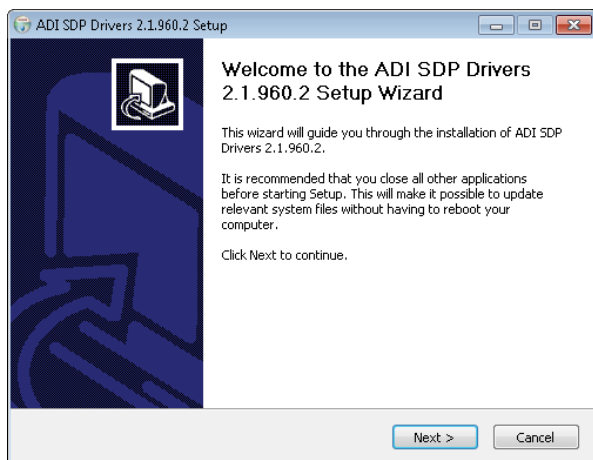 ADI SDP Drivers 2.1.960.2 Setup
Welcome to the ADI SDP Drivers
2.1.960.2 Setup Wizard
This wizard will guide you through the installation of ADI SDP
Drivers 2.1.960.2.
It is recommended that you close all other applications
before starting Setup. This will make it possible to update
relevant system files without having to reboot your
computer.
Click Next to continue.
Next >
Cancel